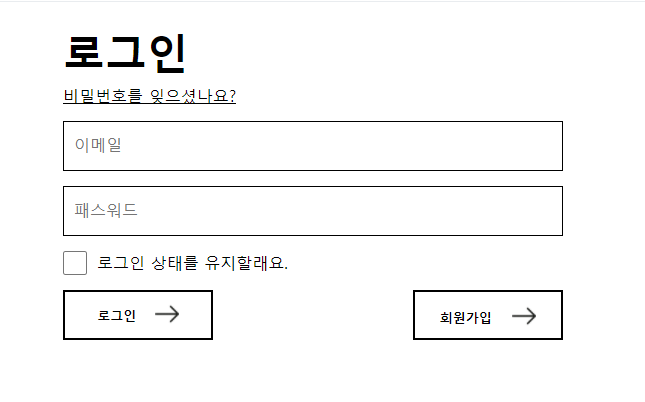 로그인
비밀번호를 잊으셨나요?
이메일
패스워드
로그인 상태를 유지할래요.
로그인
회원가입